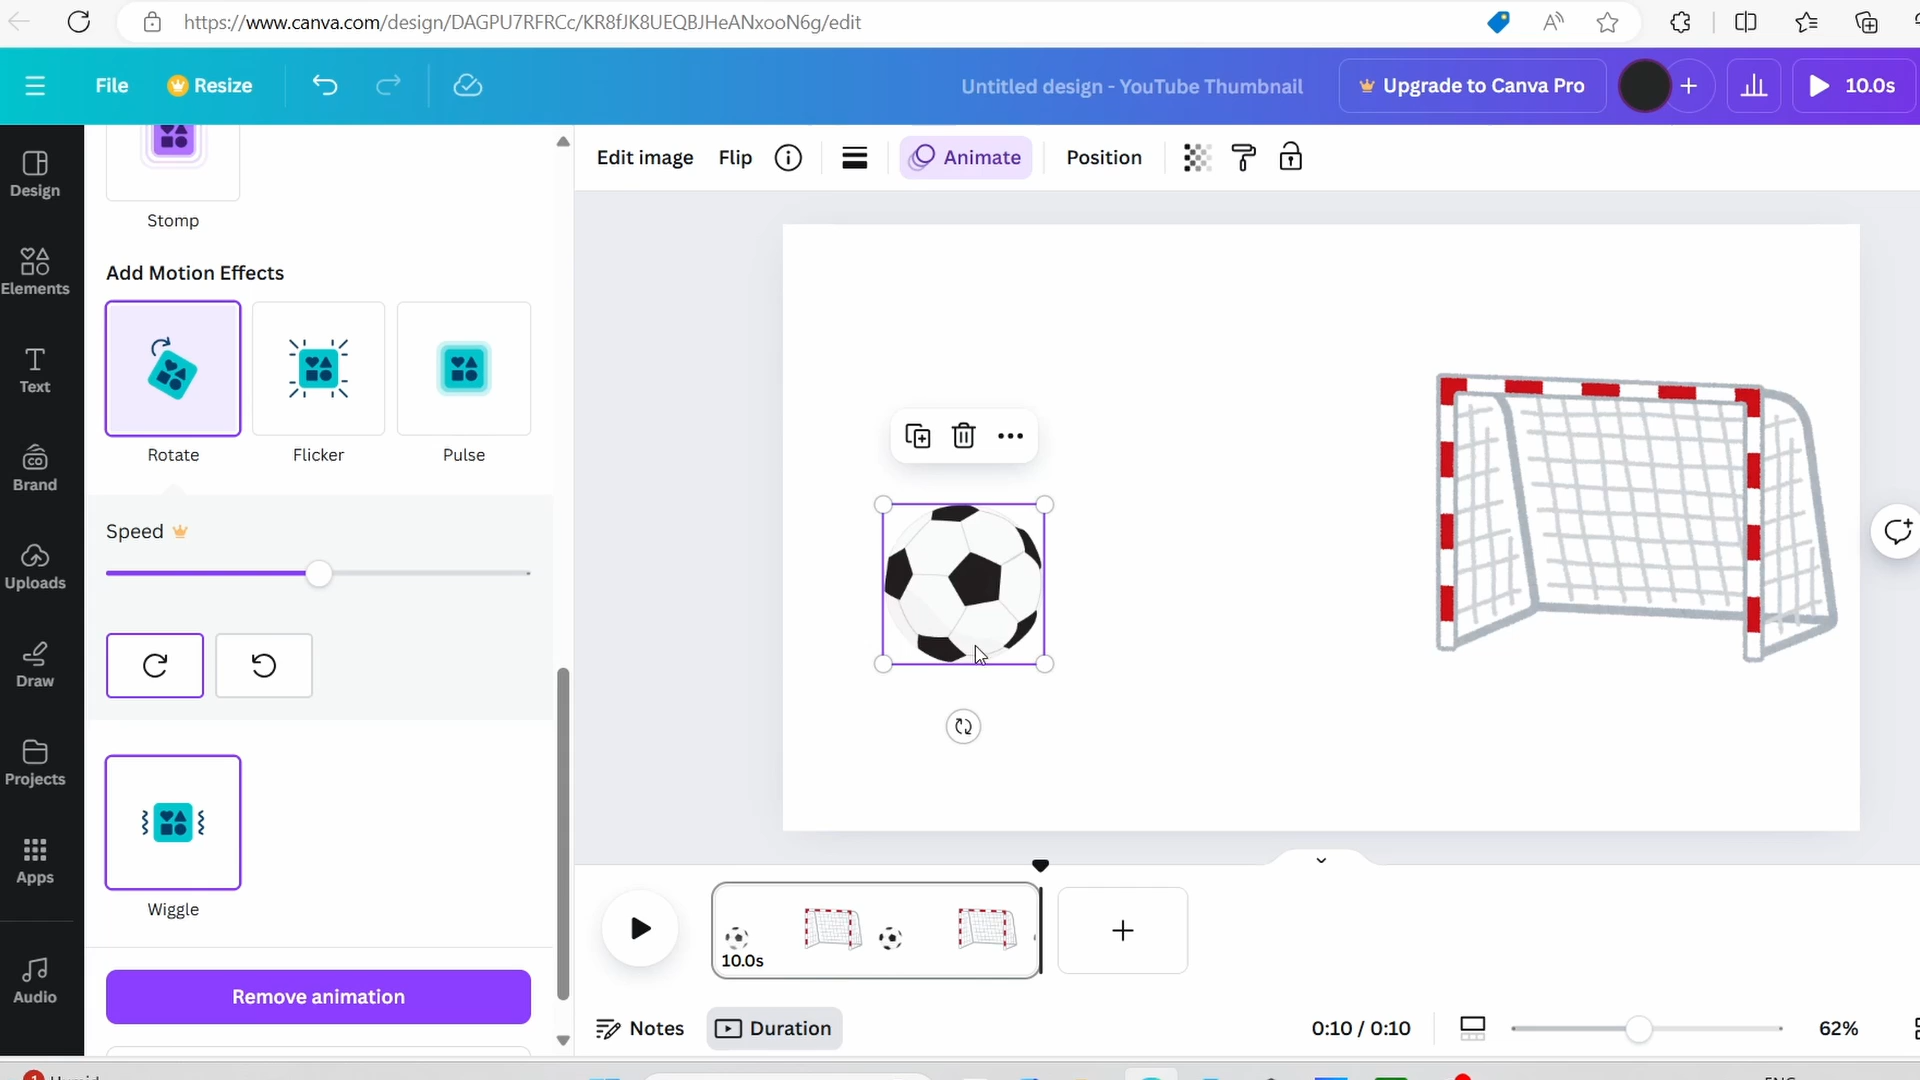 https://www.canva.com/design/DAGPU7RFRCc/KR8fJK8UEQBJHeANxooN6g/edit
File
Resize
Untitled design - YouTube Thumbnail
Upgrade to Canva Pro
10.0s
Design
Elements
Text
Brand
Uploads
Draw
Projects
Apps
Audio
Stomp
Add Motion Effects
Rotate
Flicker
Pulse
Speed
Wiggle
Remove animation
Edit image
Flip
Animate
Position
10.0s
Notes
Duration
0:10 / 0:10
62%